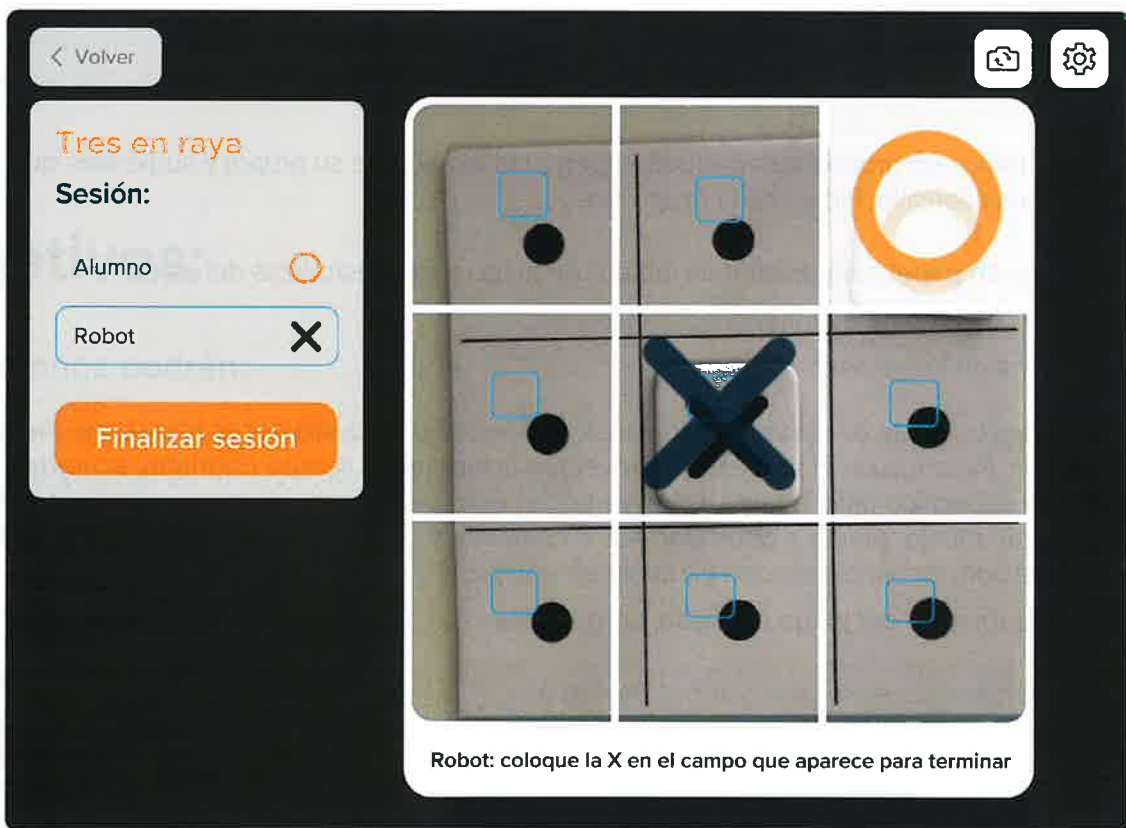 Volver
Tres en raya
Sesión:
Alumno
Robot
Finalizar sesión
Robot: coloque la X en el campo que aparece para terminar